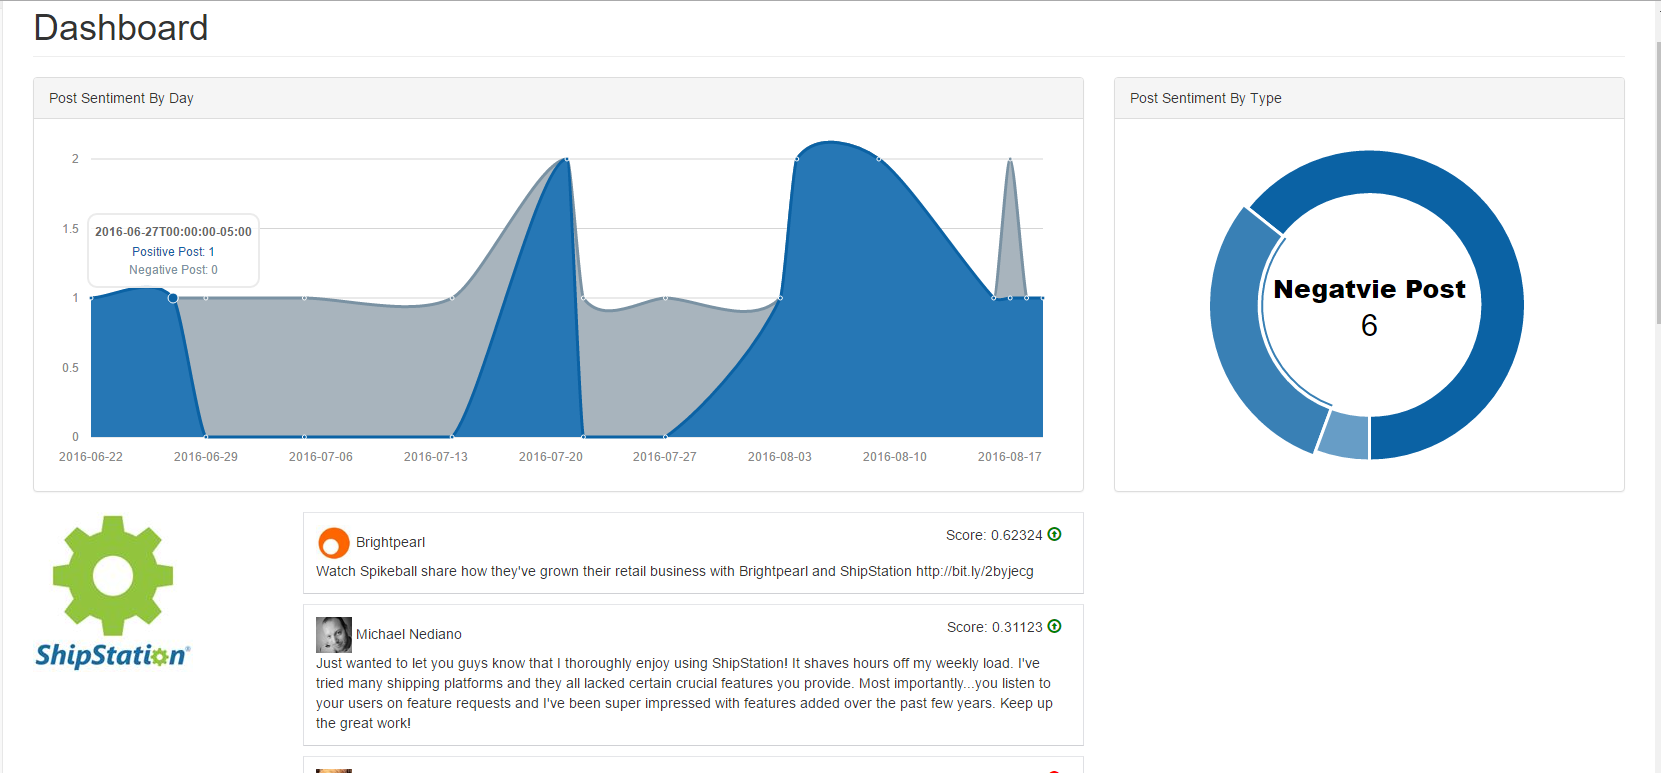 Dashboard
Post Sentiment By Day
Post Sentiment By Type
2
1.5
1
0.5
0
2016-06-27T00:00:00-05:00
Positive Post: 1
Negative Post: 0
2016-06-22
2016-06-29
2016-07-06
2016-07-13
2016-07-20
2016-07-27
2016-08-03
2016-08-10
2016-08-17
Negatvie Post
6
ShipStation®
Brightpearl
Score: 0.62324
Watch Spikeball share how they've grown their retail business with Brightpearl and ShipStation http://bit.ly/2byjecg
Michael Nediano
Score: 0.31123
Just wanted to let you guys know that I thoroughly enjoy using ShipStation! It shaves hours off my weekly load. I've
tried many shipping platforms and they all lacked certain crucial features you provide. Most importantly...you listen to
your users on feature requests and I've been super impressed with features added over the past few years. Keep up
the great work!